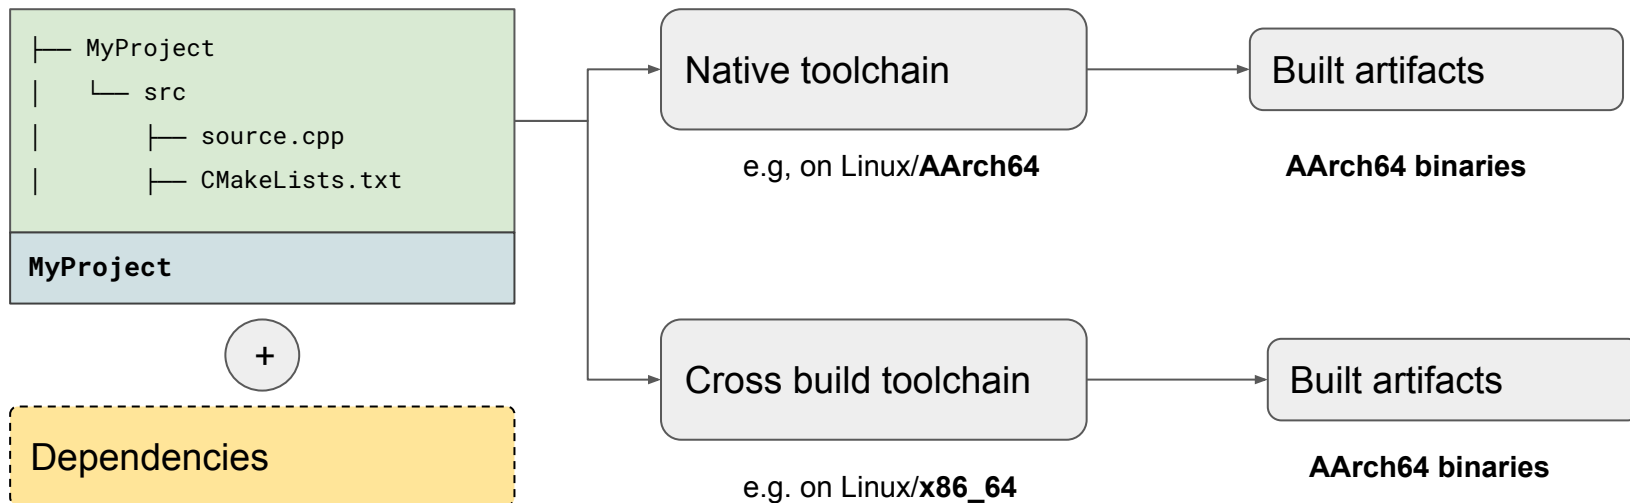 ├── MyProject
│   └── src
│       ├── source.cpp
│       ├── CMakeLists.txt
MyProject
+
Dependencies
Native toolchain
e.g, on Linux/AArch64
Built artifacts
AArch64 binaries
Cross build toolchain
e.g. on Linux/x86_64
Built artifacts
AArch64 binaries